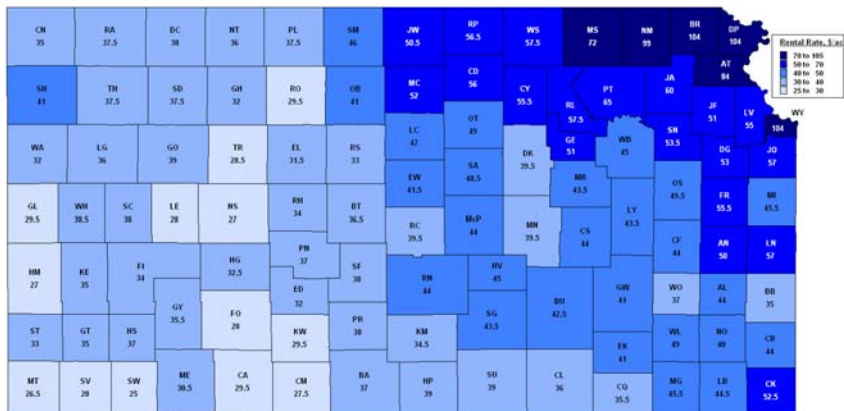 CN
35
RA
37.5
DC
38
NT
36
PL
37.5
SM
46
JW
50.5
RP
56.5
WS
57.5
MS
72
NM
99
BR
104
DP
104
Rental Rate, $/ac
70 to 105
50 to 70
40 to 50
30 to 40
25 to 30
SH
41
TH
37.5
SD
37.5
GH
32
RO
29.5
OB
41
MC
52
CD
56
CY
55.5
RL
57.5
PT
65
JA
60
AT
84
JF
51
LV
55
WY
104
WA
32
LG
36
GO
39
TR
28.5
EL
31.5
RS
33
LC
47
OT
49
DK
39.5
GE
51
WB
45
SN
53.5
DG
53
JO
57
GL
29.5
WH
38.5
SC
38
LE
28
NS
27
RH
34
BT
36.5
EW
41.5
SA
40.5
MR
43.5
OS
49.5
FR
55.5
MI
45.5
RC
39.5
McP
44
MN
39.5
CS
44
LY
43.5
CF
44
AN
50
LN
57
HM
27
KE
35
FI
34
HG
32.5
PN
37
SF
38
RN
44
HV
45
GW
41
WO
37
AL
44
BB
35
GY
35.5
FO
28
ED
32
BU
42.5
ST
33
GT
35
HS
37
KW
29.5
PR
38
KM
34.5
SG
43.5
EK
41
WL
49
NO
40
CR
44
MT
26.5
SV
28
SW
25
ME
30.5
CA
29.5
CM
27.5
BA
37
HP
39
SU
39
CL
36
CQ
35.5
MG
45.5
LB
44.5
CK
52.5